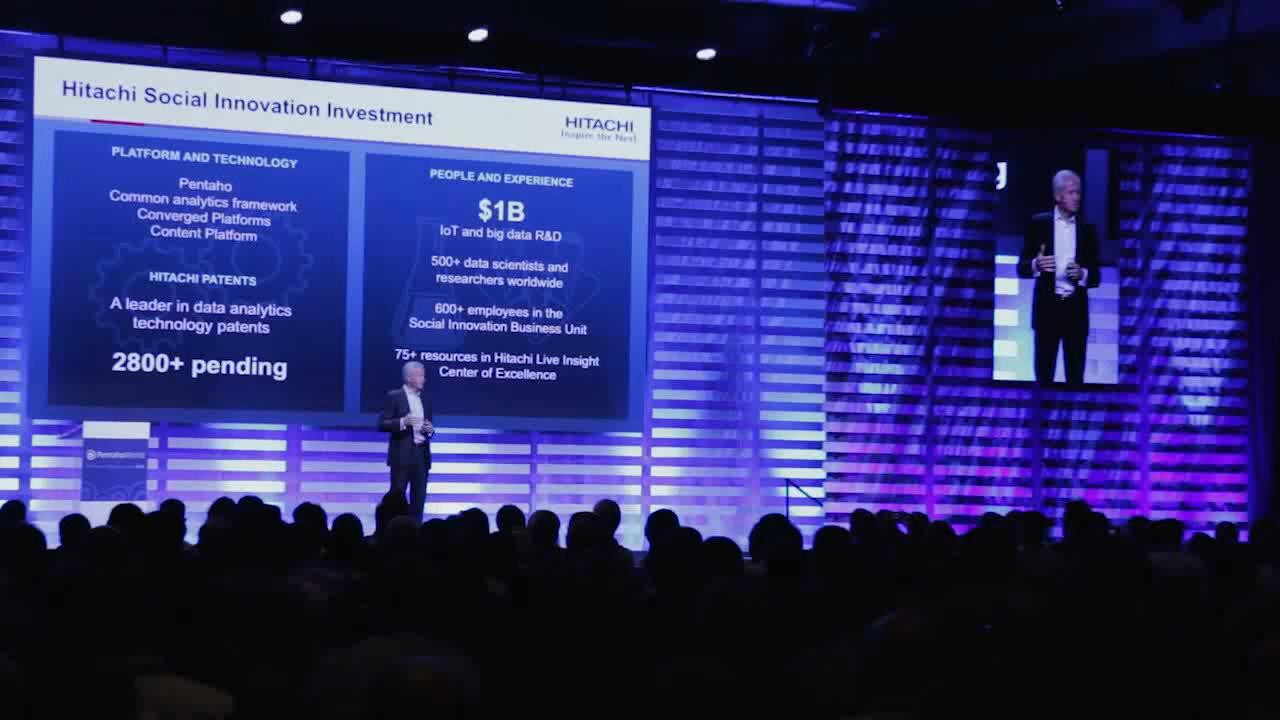 Hitachi Social Innovation Investment
HITACHI
Inspire the Next
PLATFORM AND TECHNOLOGY
Pentaho
Common analytics framework
Converged Platforms
Content Platform
HITACHI PATENTS
A leader in data analytics
technology patents
2800+ pending
PEOPLE AND EXPERIENCE
$1B
IoT and big data R&D
500+ data scientists and
researchers worldwide
600+ employees in the
Social Innovation Business Unit
75+ resources in Hitachi Live Insight
Center of Excellence
PentahoWorld
g